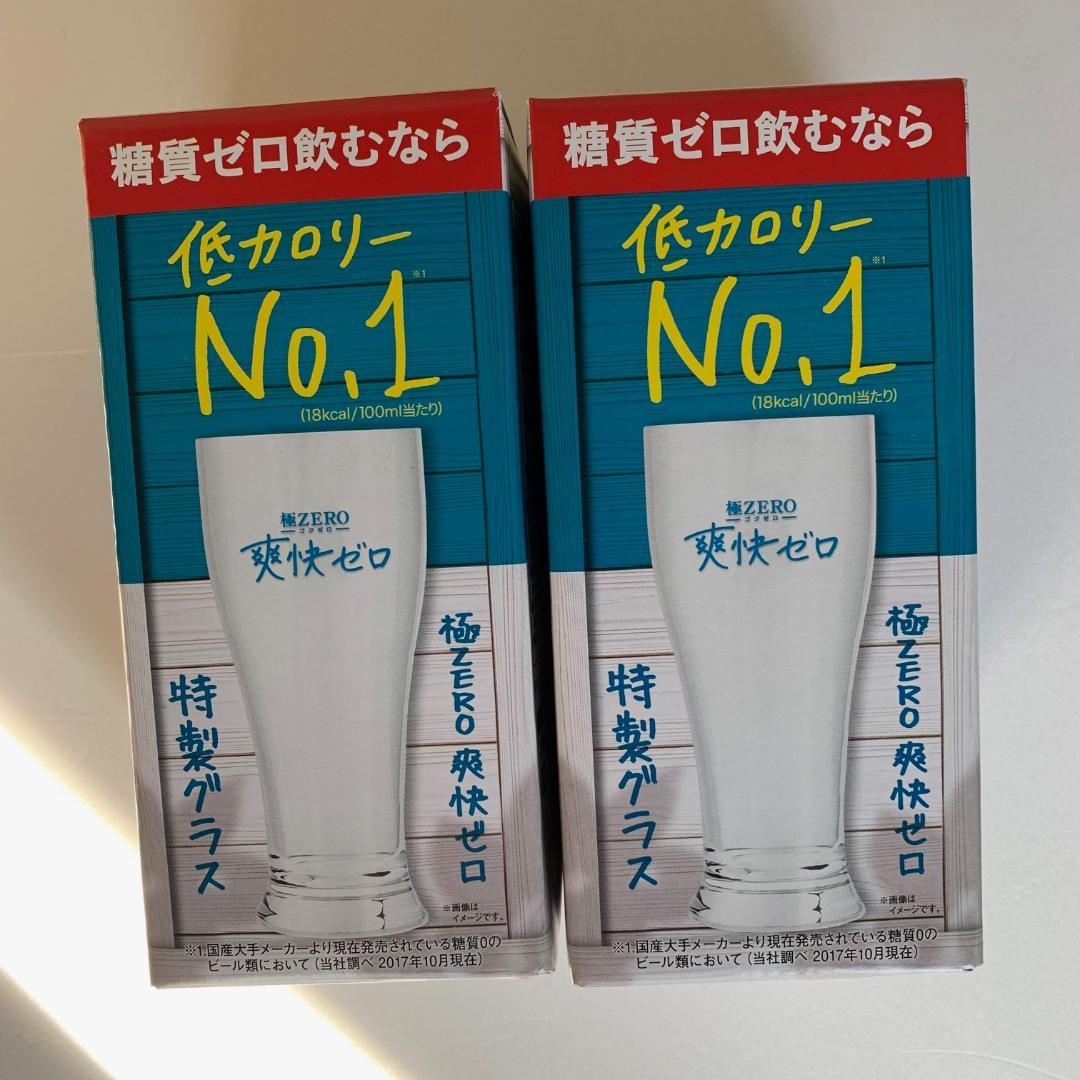 糖質ゼロ飲むなら
低カロリー
No.1
※1
(18kcal/100ml当たり)
極ZERO
ゴクゼロ
爽快ゼロ
極ZERO 爽快ゼロ
特製グラス
※画像は
イメージです。
※1.国産大手メーカーより現在発売されている糖質0の
ビール類において(当社調べ 2017年10月現在)
糖質ゼロ飲むなら
低カロリー
No.1
※1
(18kcal/100ml当たり)
極ZERO
ゴクゼロ
爽快ゼロ
極ZERO 爽快ゼロ
特製グラス
※画像は
イメージです。
※1.国産大手メーカーより現在発売されている糖質0の
ビール類において(当社調べ 2017年10月現在)